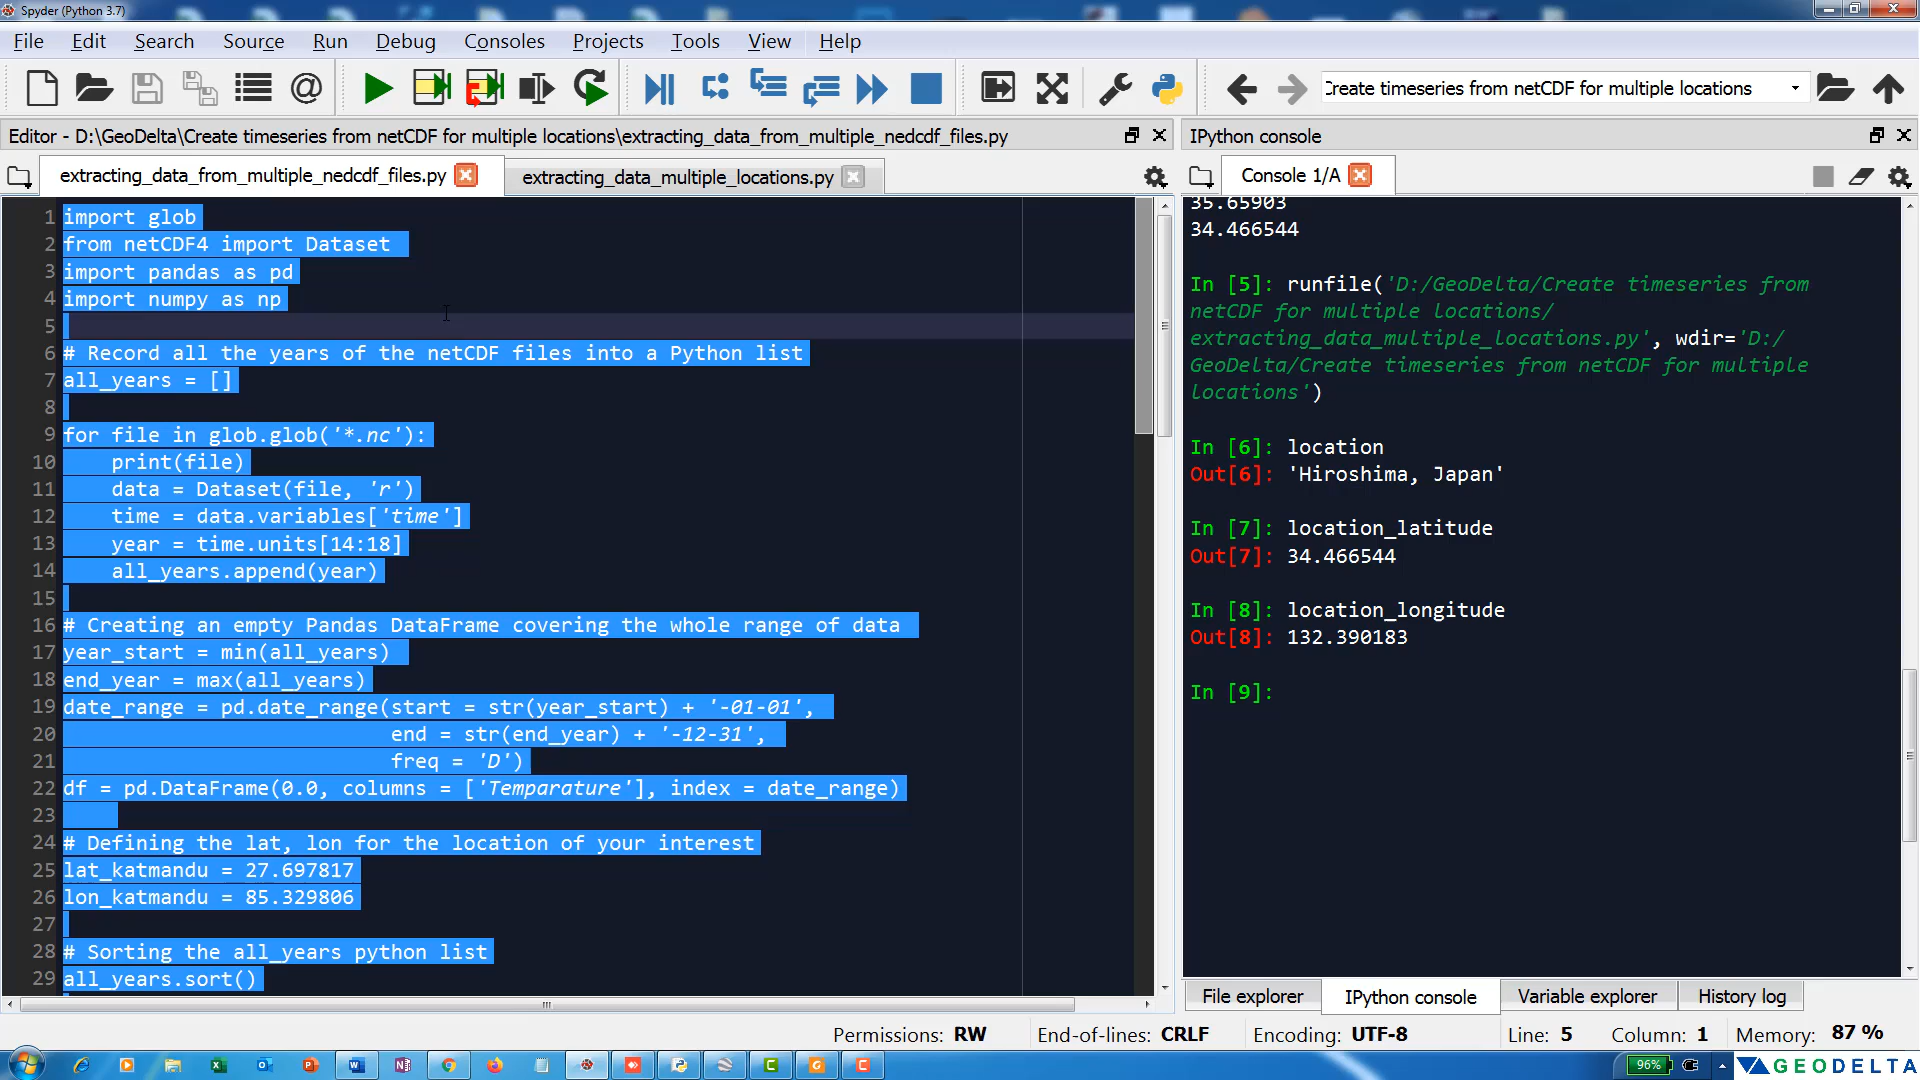 Spyder (Python 3.7)
File Edit Search Source Run Debug Consoles Projects Tools View Help
Create timeseries from netCDF for multiple locations
Editor - D:\GeoDelta\Create timeseries from netCDF for multiple locations\extracting_data_from_multiple_nedcdf_files.py
IPython console
extracting_data_from_multiple_nedcdf_files.py
extracting_data_multiple_locations.py
Console 1/A
1 import glob
2 from netCDF4 import Dataset
3 import pandas as pd
4 import numpy as np
5
6 # Record all the years of the netCDF files into a Python list
7 all_years = []
8
9 for file in glob.glob('*.nc'):
10     print(file)
11     data = Dataset(file, 'r')
12     time = data.variables['time']
13     year = time.units[14:18]
14     all_years.append(year)
15
16 # Creating an empty Pandas DataFrame covering the whole range of data
17 year_start = min(all_years)
18 end_year = max(all_years)
19 date_range = pd.date_range(start = str(year_start) + '-01-01',
20                            end = str(end_year) + '-12-31',
21                            freq = 'D')
22 df = pd.DataFrame(0.0, columns = ['Temparature'], index = date_range)
23
24 # Defining the lat, lon for the location of your interest
25 lat_katmandu = 27.697817
26 lon_katmandu = 85.329806
27
28 # Sorting the all_years python list
29 all_years.sort()
35.65903
34.466544
In [5]: runfile('D:/GeoDelta/Create timeseries from
netCDF for multiple locations/
extracting_data_multiple_locations.py', wdir='D:/
GeoDelta/Create timeseries from netCDF for multiple
locations')
In [6]: location
Out[6]: 'Hiroshima, Japan'
In [7]: location_latitude
Out[7]: 34.466544
In [8]: location_longitude
Out[8]: 132.390183
In [9]:
File explorer IPython console Variable explorer History log
Permissions: RW End-of-lines: CRLF Encoding: UTF-8 Line: 5 Column: 1 Memory: 87 %
96%
GEODELTA